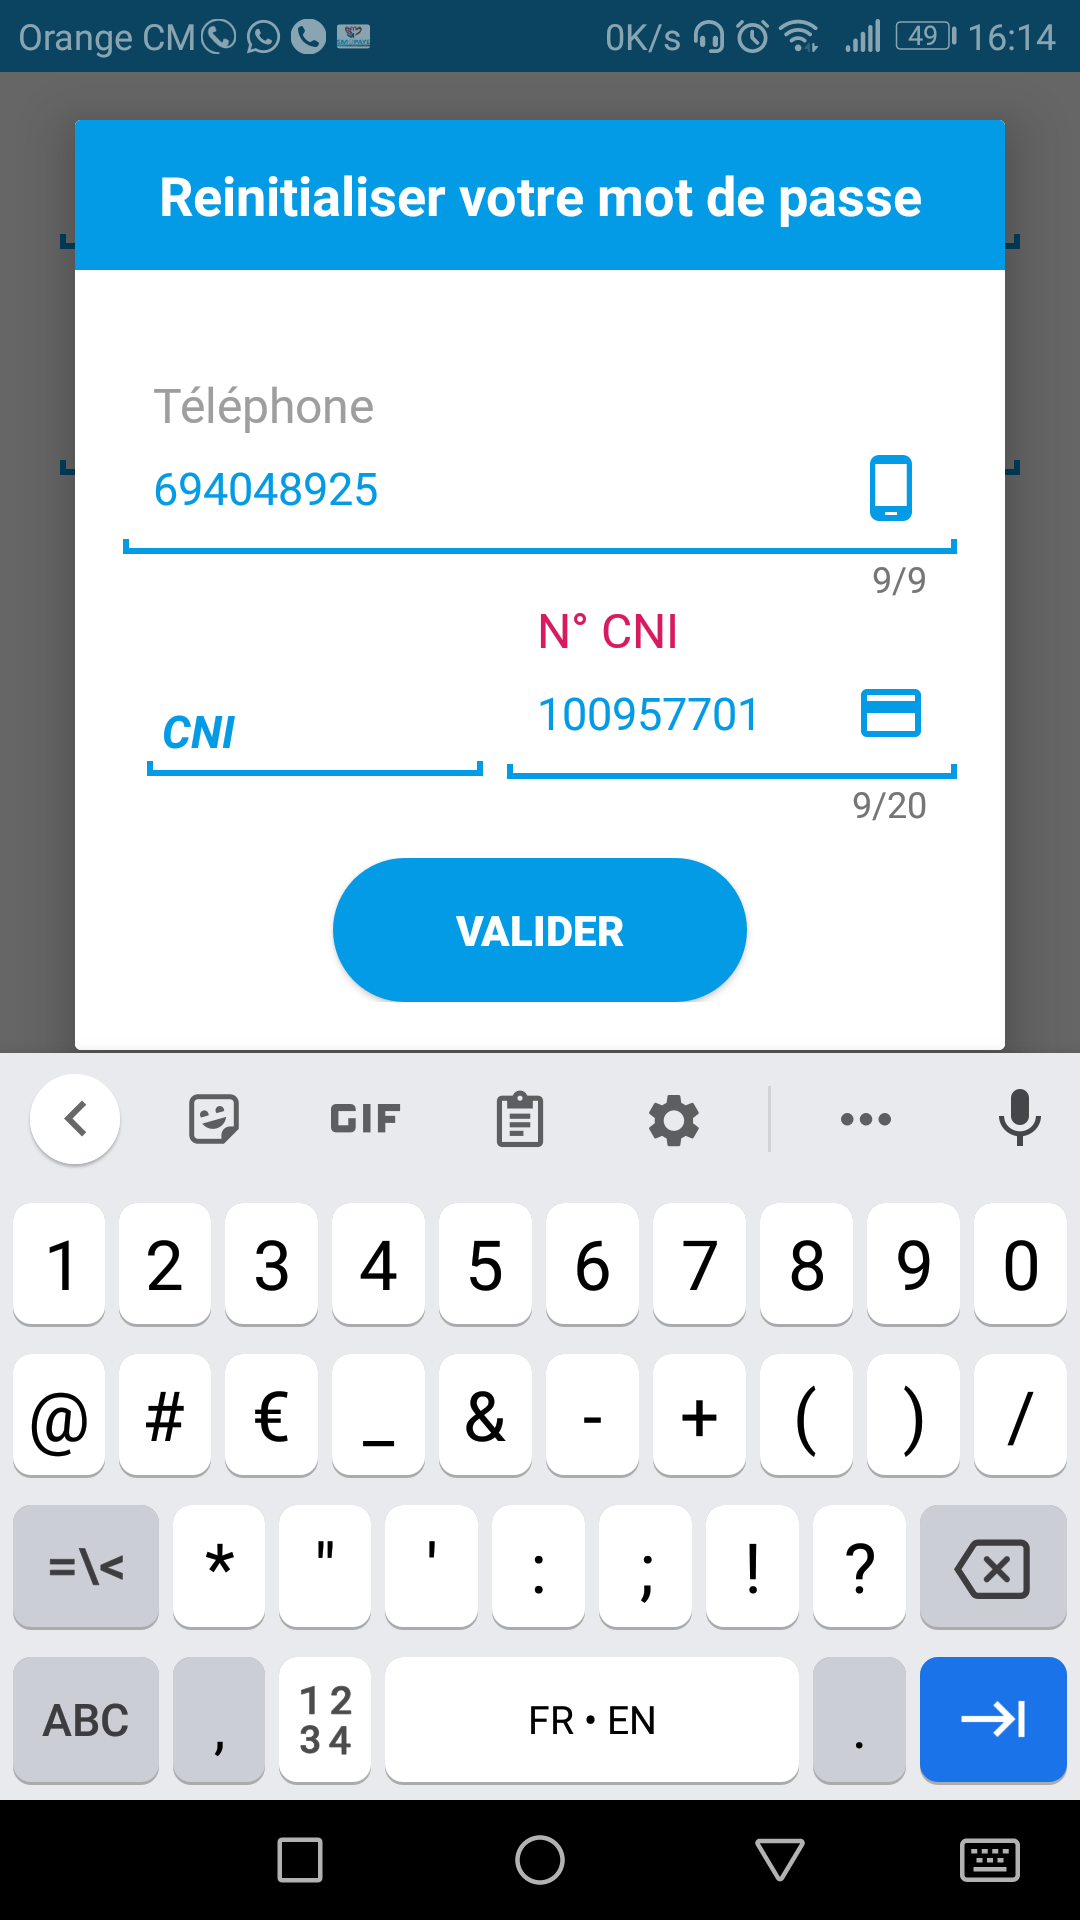 Orange CM 0K/s 49 16:14
Reinitialiser votre mot de passe
Téléphone
694048925
9/9
N° CNI
CNI 100957701
9/20
VALIDER
GIF
1 2 3 4 5 6 7 8 9 0
@ # € _ & - + ( ) /
=\< * " ' : ; ! ?
ABC , 12 34 FR • EN .